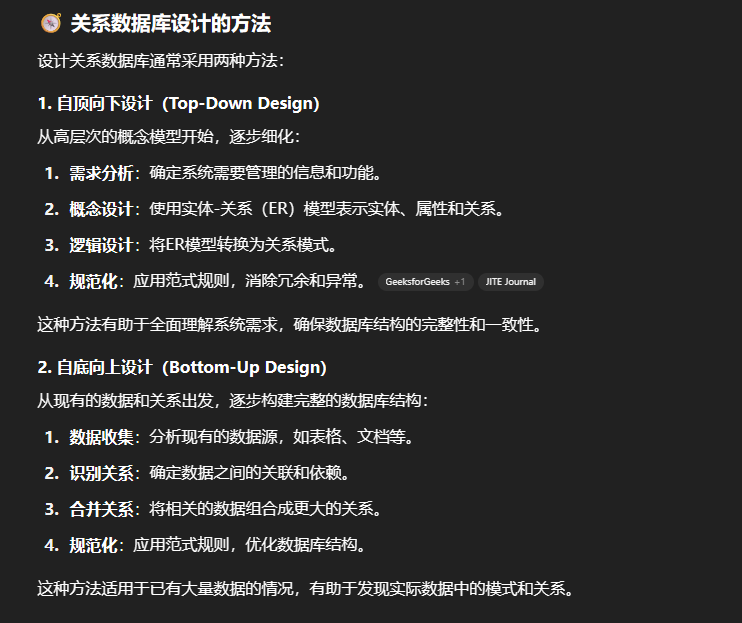 关系数据库设计的方法
设计关系数据库通常采用两种方法：
1. 自顶向下设计（Top-Down Design）
从高层次的概念模型开始，逐步细化：
1. 需求分析：确定系统需要管理的信息和功能。
2. 概念设计：使用实体-关系（ER）模型表示实体、属性和关系。
3. 逻辑设计：将ER模型转换为关系模式。
4. 规范化：应用范式规则，消除冗余和异常。 GeeksforGeeks +1 JITE Journal
这种方法有助于全面理解系统需求，确保数据库结构的完整性和一致性。
2. 自底向上设计（Bottom-Up Design）
从现有的数据和关系出发，逐步构建完整的数据库结构：
1. 数据收集：分析现有的数据源，如表格、文档等。
2. 识别关系：确定数据之间的关联和依赖。
3. 合并关系：将相关的数据组合成更大的关系。
4. 规范化：应用范式规则，优化数据库结构。
这种方法适用于已有大量数据的情况，有助于发现实际数据中的模式和关系。